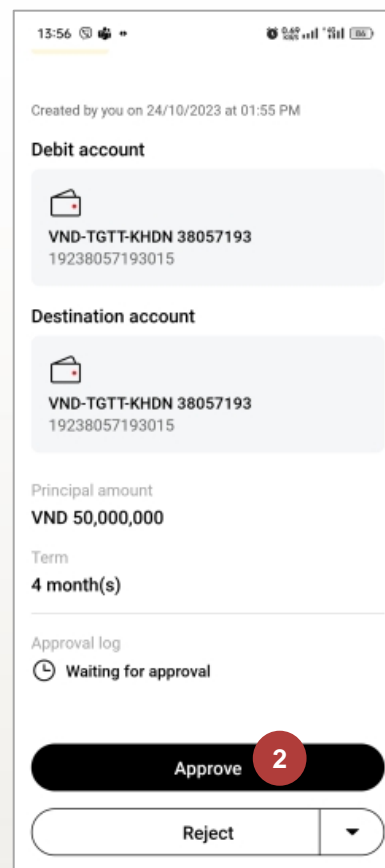 13:56
86
Created by you on 24/10/2023 at 01:55 PM
Debit account
VND-TGTT-KHDN 38057193
19238057193015
Destination account
VND-TGTT-KHDN 38057193
19238057193015
Principal amount
VND 50,000,000
Term
4 month(s)
Approval log
Waiting for approval
Approve
2
Reject